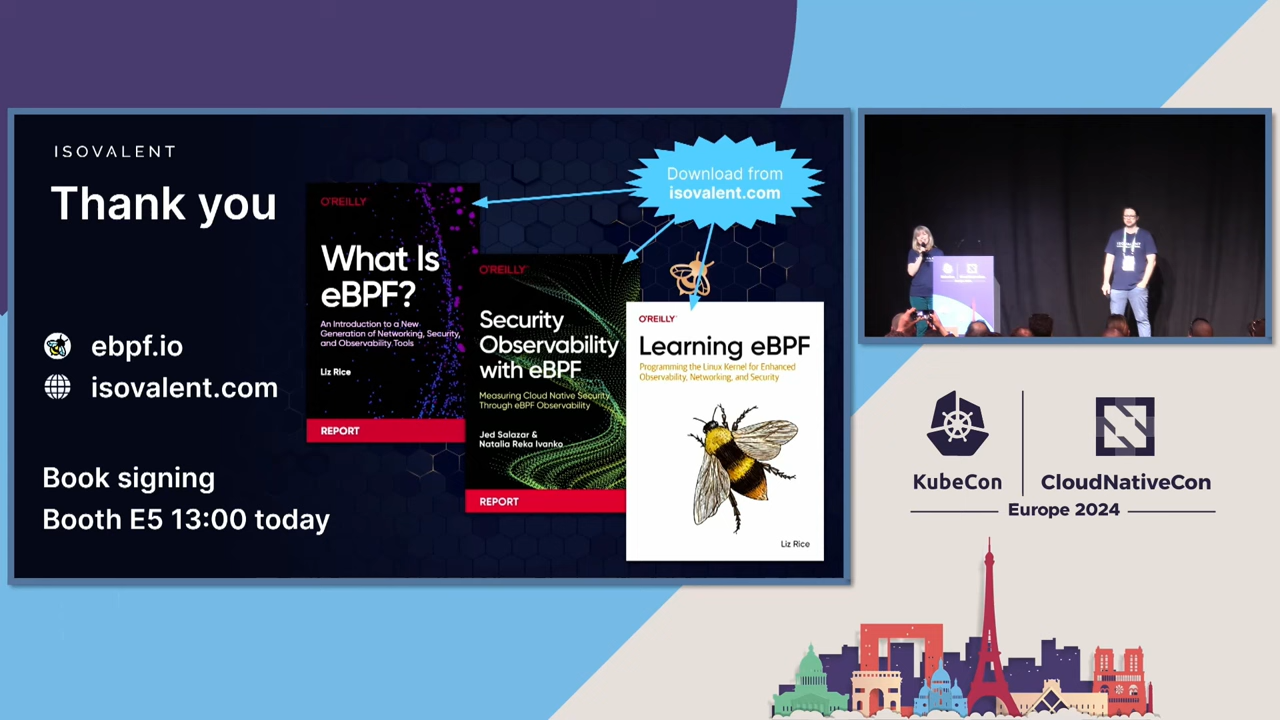 ISOVALENT
Thank you
ebpf.io
isovalent.com
Book signing
Booth E5 13:00 today
O'REILLY
What Is
eBPF?
An Introduction to a New
Generation of Networking, Security,
and Observability Tools
Liz Rice
REPORT
O'REILLY
Security
Observability
with eBPF
Measuring Cloud Native Security
Through eBPF Observability
Jed Salazar &
Natalia Reka Ivanko
REPORT
Download from
isovalent.com
O'REILLY
Learning eBPF
Programming the Linux Kernel for Enhanced
Observability, Networking, and Security
Liz Rice
KubeCon
CloudNativeCon
Europe 2024